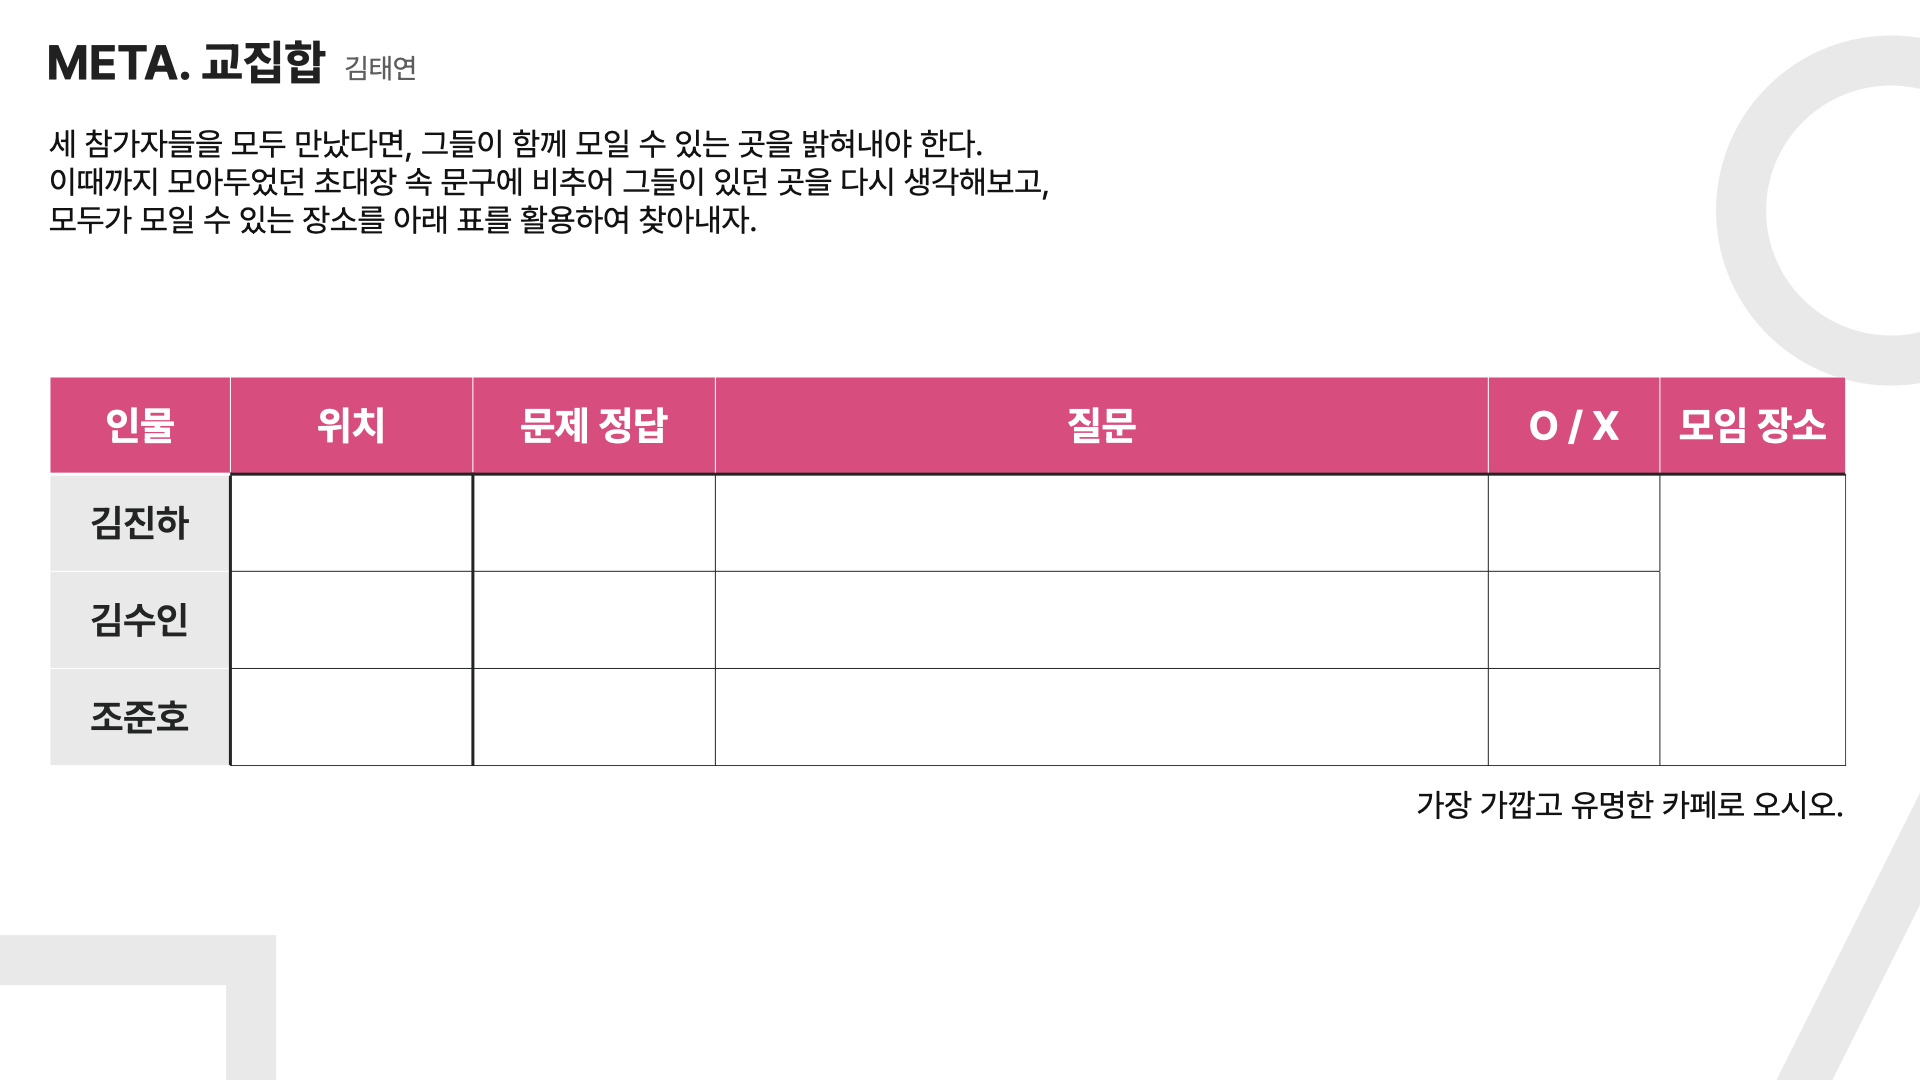 META. 교집합 김태연
세 참가자들을 모두 만났다면, 그들이 함께 모일 수 있는 곳을 밝혀내야 한다.
이때까지 모아두었던 초대장 속 문구에 비추어 그들이 있던 곳을 다시 생각해보고,
모두가 모일 수 있는 장소를 아래 표를 활용하여 찾아내자.
인물 위치 문제 정답 질문 O / X 모임 장소
김진하
김수인
조준호
가장 가깝고 유명한 카페로 오시오.